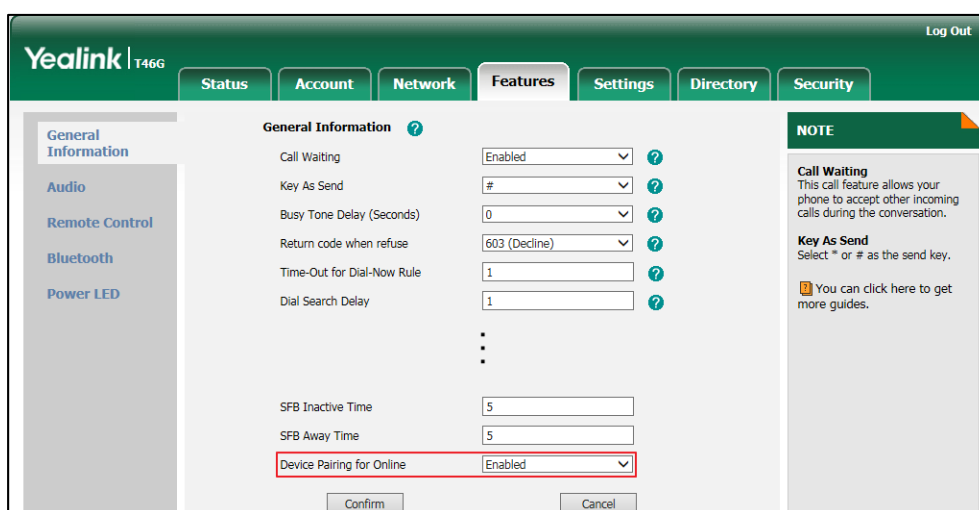 Log Out
Yealink T46G
Status Account Network Features Settings Directory Security
General
Information
Audio
Remote Control
Bluetooth
Power LED
General Information ?
Call Waiting Enabled ?
Key As Send # ?
Busy Tone Delay (Seconds) 0 ?
Return code when refuse 603 (Decline) ?
Time-Out for Dial-Now Rule 1 ?
Dial Search Delay 1 ?
SFB Inactive Time 5
SFB Away Time 5
Device Pairing for Online Enabled
Confirm Cancel
NOTE
Call Waiting
This call feature allows your
phone to accept other incoming
calls during the conversation.
Key As Send
Select * or # as the send key.
? You can click here to get
more guides.